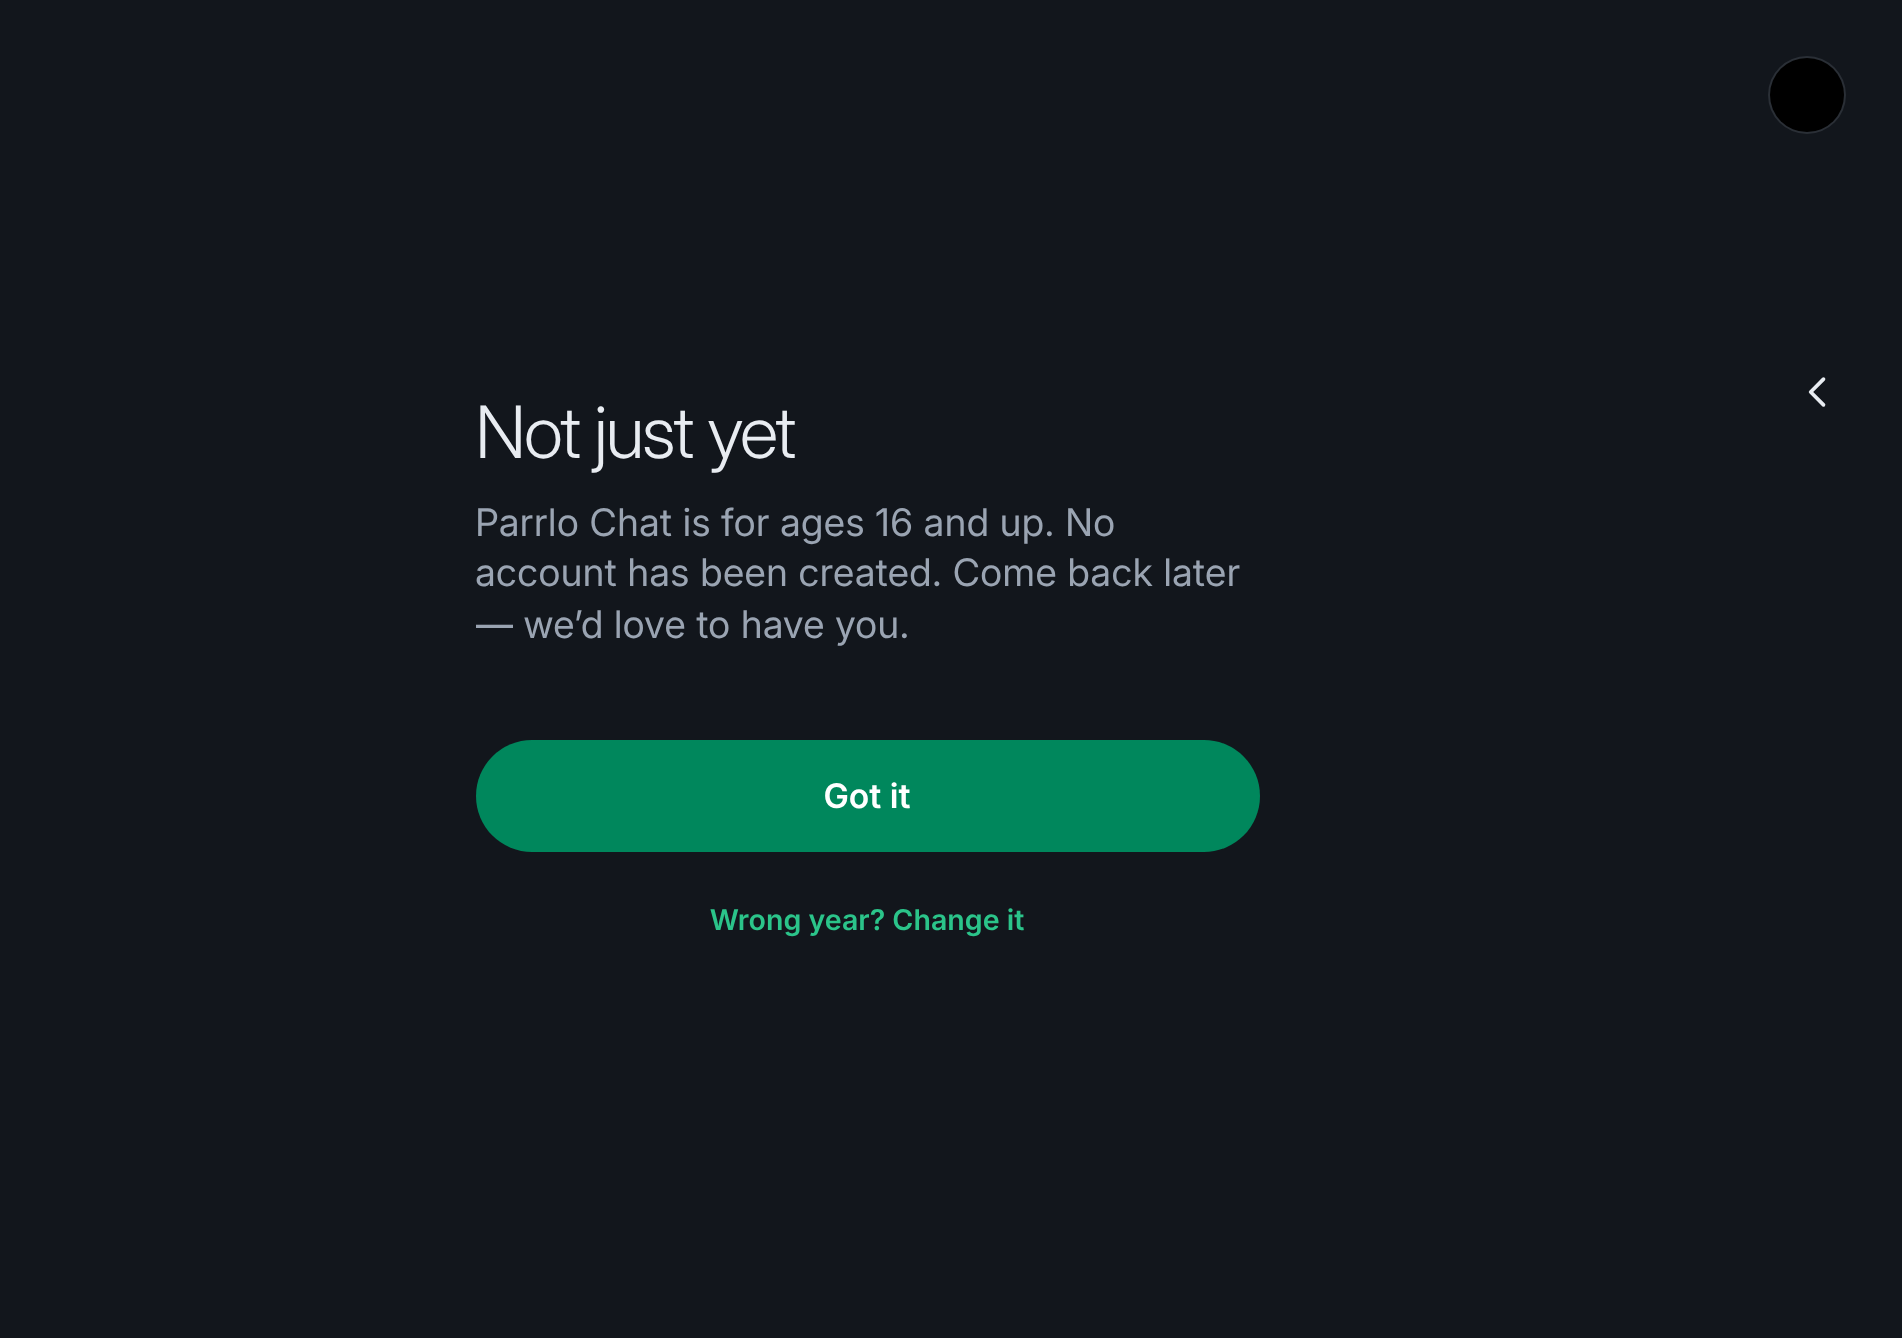 Not just yet
Parrlo Chat is for ages 16 and up. No
account has been created. Come back later
— we’d love to have you.
Got it
Wrong year? Change it